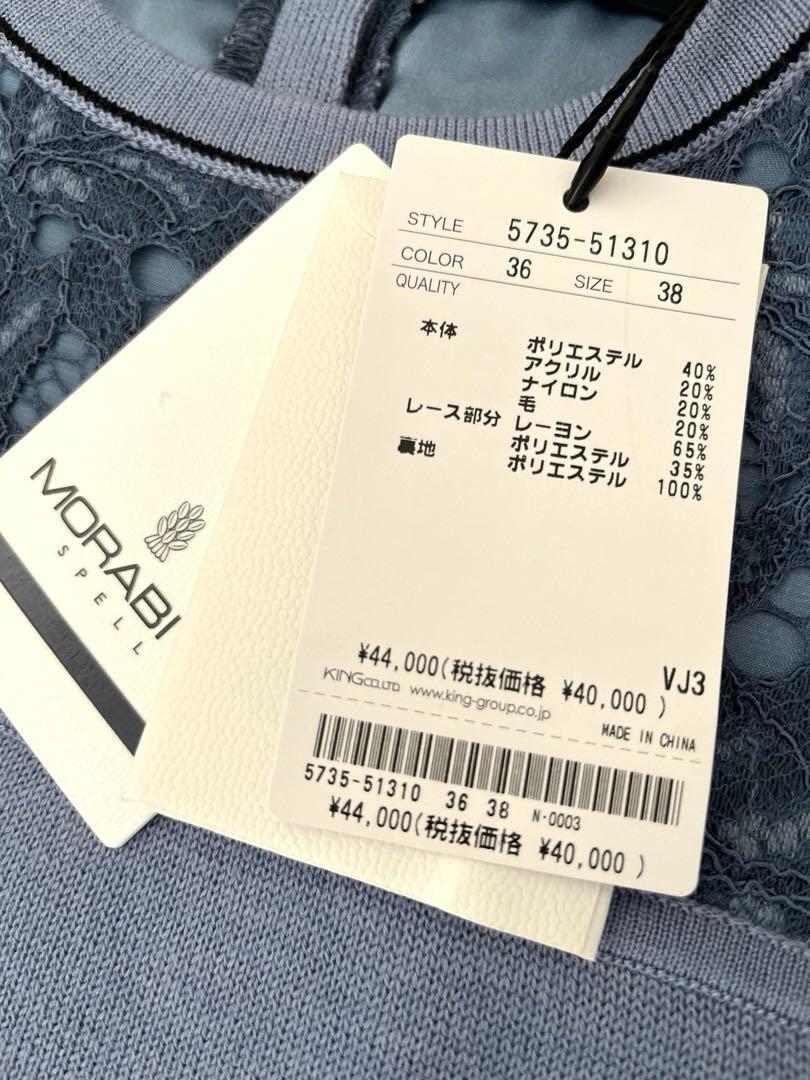 STYLE 5735-51310
COLOR 36 SIZE 38
QUALITY
本体 ポリエステル 40%
アクリル 20%
ナイロン 20%
毛 20%
レース部分 レーヨン 65%
ポリエステル 35%
裏地 ポリエステル 100%
¥44,000(税抜価格 ¥40,000 ) VJ3
KING CO.,LTD www.king-group.co.jp
MADE IN CHINA
5735-51310 36 38 N·0003
¥44,000(税抜価格 ¥40,000 )
MORABI
SPELL